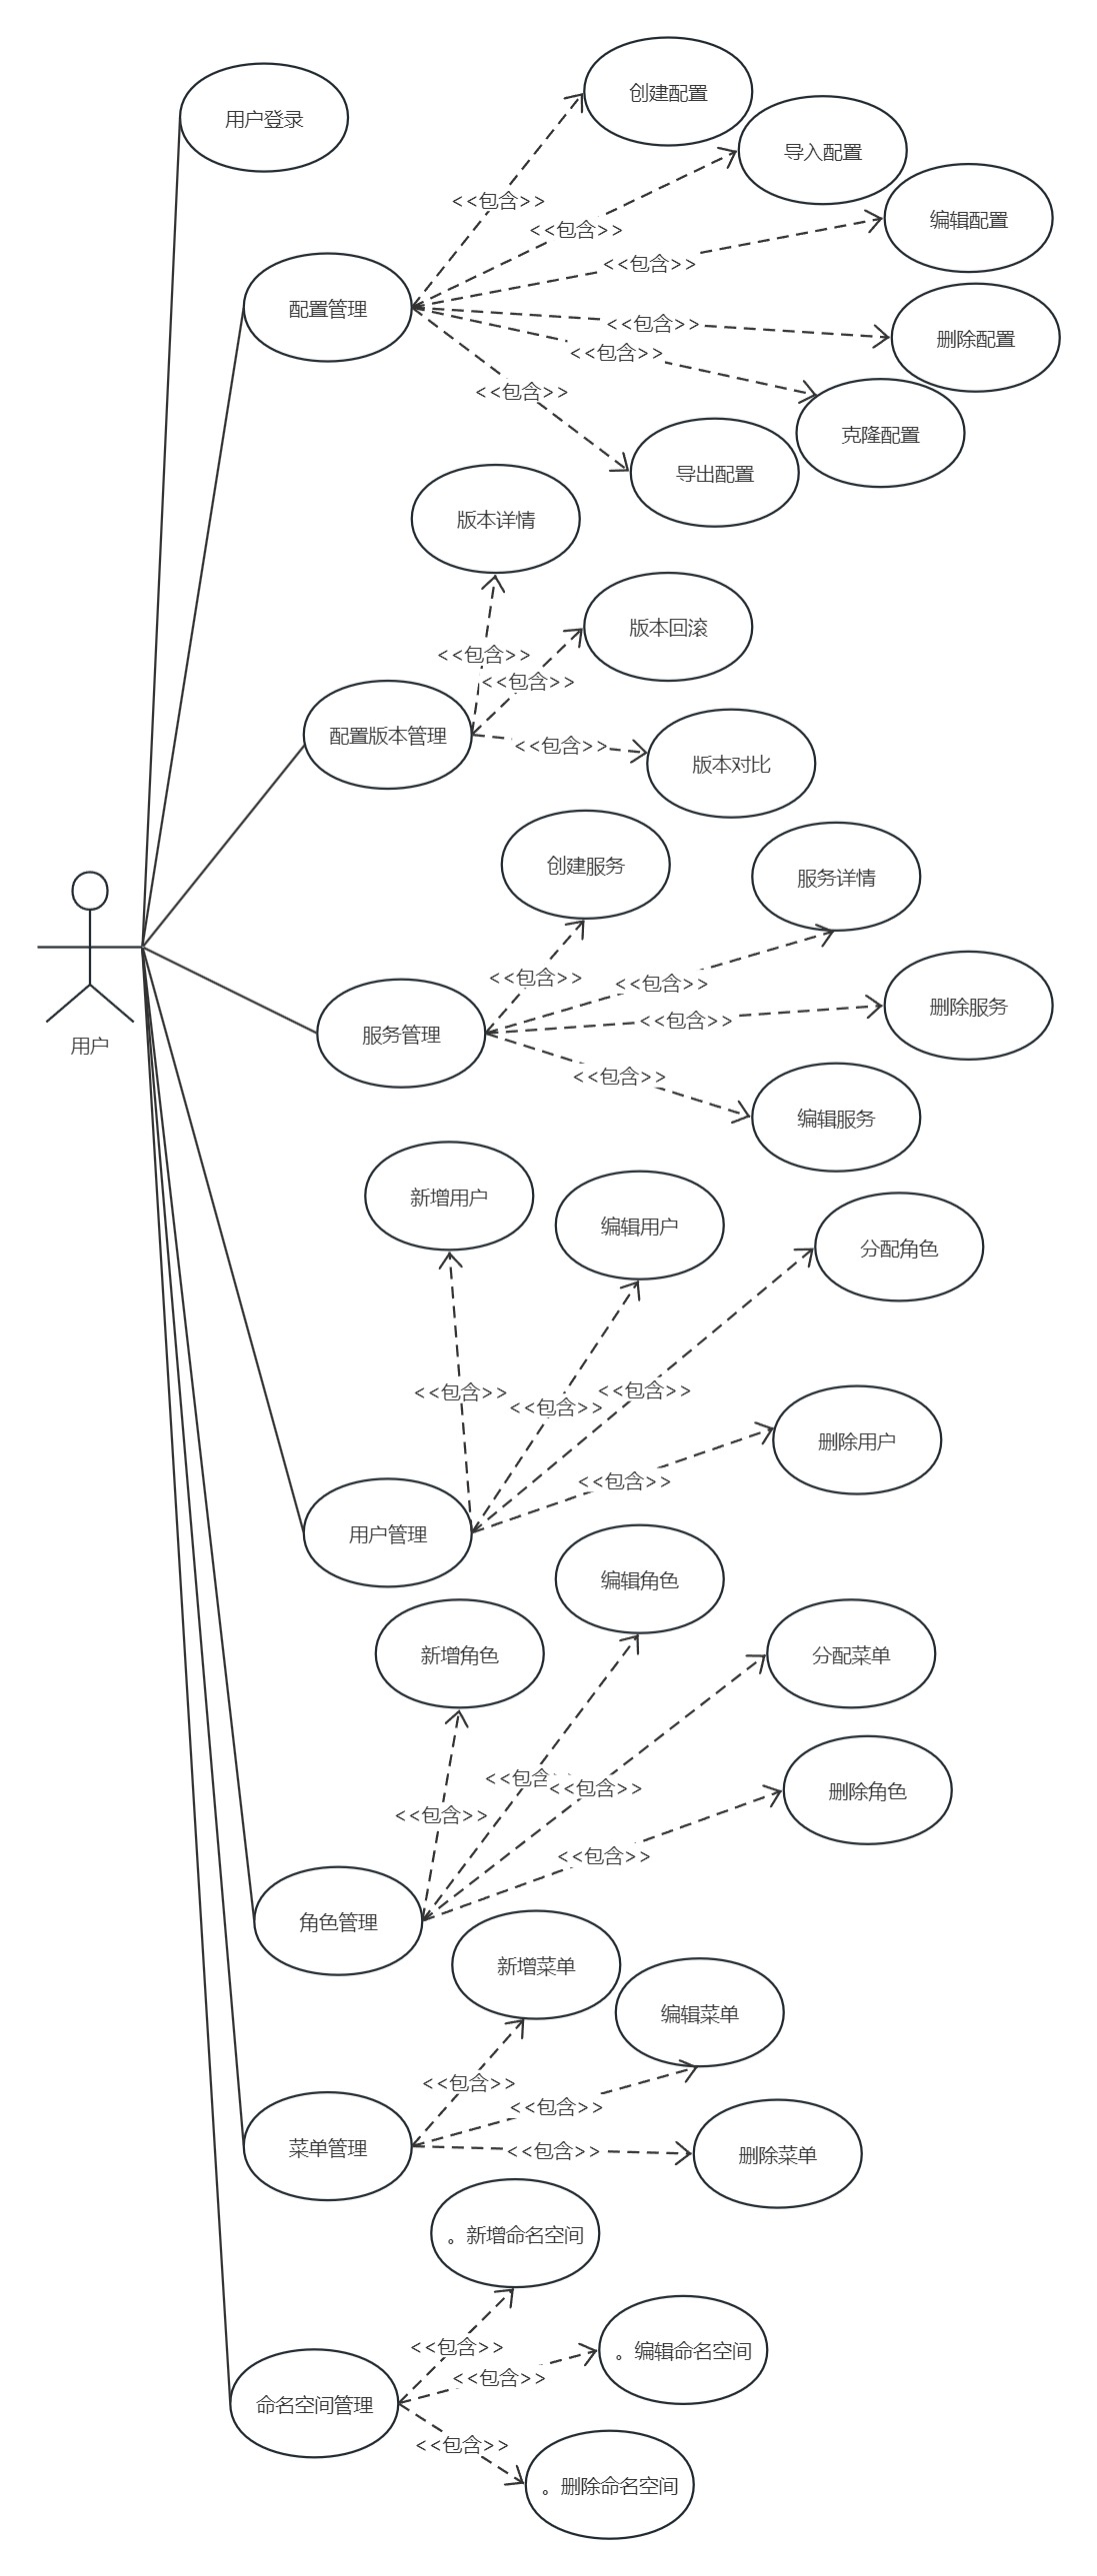 创建配置
用户登录
导入配置
<<包含>>
编辑配置
<<包含>>
<<包含>>
配置管理
<<包含>>
删除配置
<<包含>>
<<包含>>
克隆配置
导出配置
版本详情
版本回滚
<<包含>>
<<包含>>
配置版本管理
<<包含>>
版本对比
创建服务
服务详情
<<包含>>
<<包含>>
删除服务
<<包含>>
服务管理
用户
<<包含>>
编辑服务
新增用户
编辑用户
分配角色
<<包含>>
<<包含>>
<<包含>>
删除用户
<<包含>>
用户管理
编辑角色
新增角色
分配菜单
<<包含
<<包含>>
删除角色
<<包含>>
<<包含>>
角色管理
新增菜单
编辑菜单
<<包含>>
<<包含>>
菜单管理
<<包含>>
删除菜单
。新增命名空间
<<包含>>
。编辑命名空间
<<包含>>
命名空间管理
<<包含>>
。删除命名空间